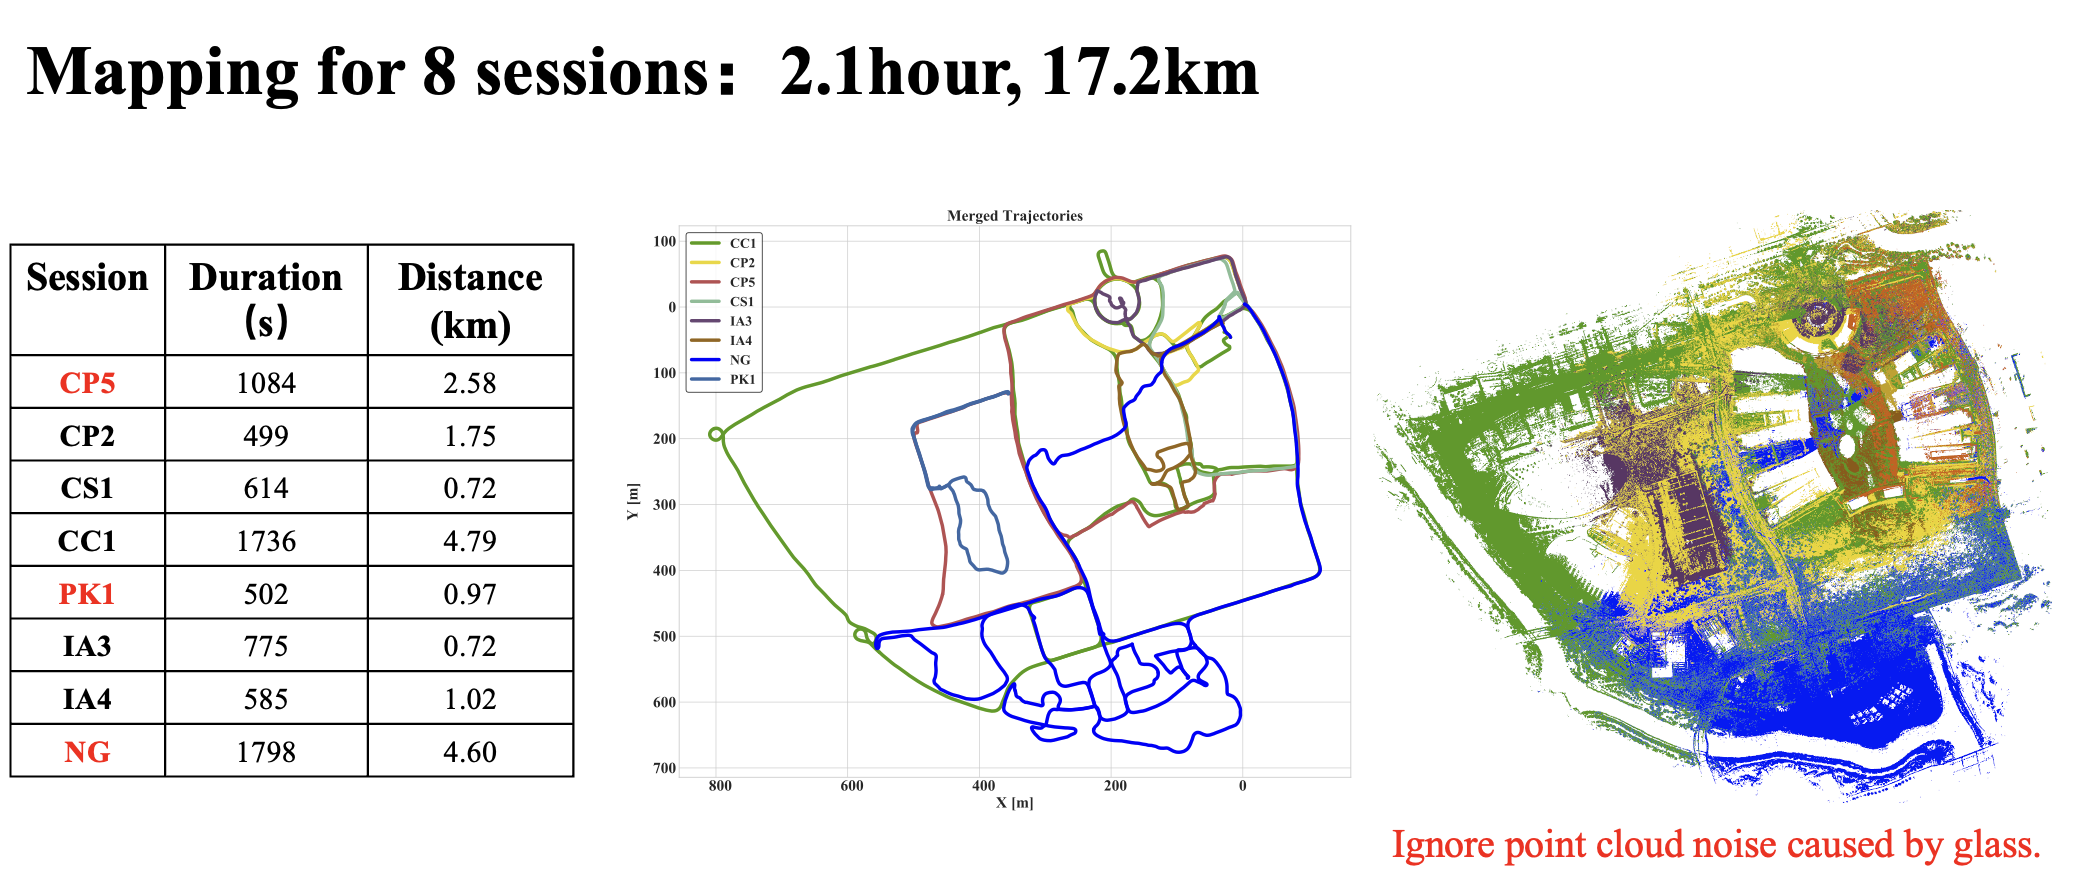 Mapping for 8 sessions：2.1hour, 17.2km
Session Duration (s) Distance (km)
CP5 1084 2.58
CP2 499 1.75
CS1 614 0.72
CC1 1736 4.79
PK1 502 0.97
IA3 775 0.72
IA4 585 1.02
NG 1798 4.60
Merged Trajectories
CC1
CP2
CP5
CS1
IA3
IA4
NG
PK1
100
0
100
200
300
400
500
600
700
Y [m]
800 600 400 200 0
X [m]
Ignore point cloud noise caused by glass.